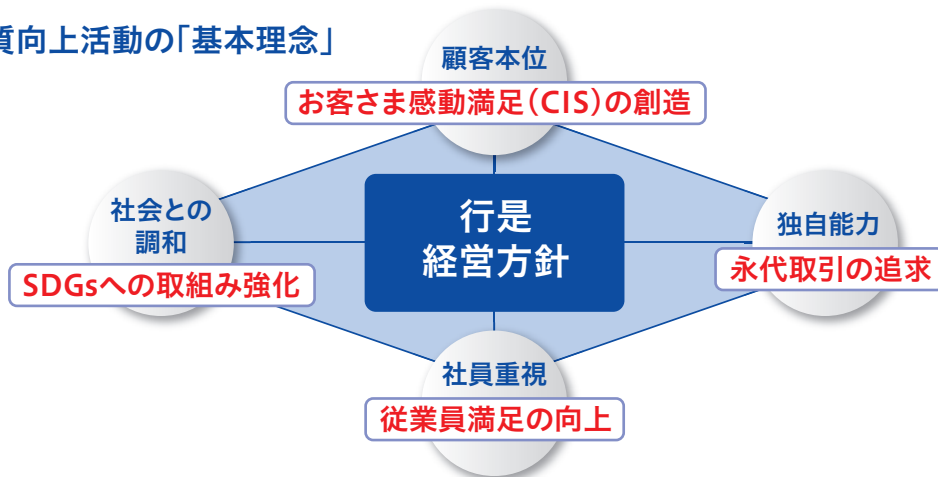 質向上活動の「基本理念」
顧客本位
お客さま感動満足(CIS)の創造
社会との
調和
SDGsへの取組み強化
行是
経営方針
独自能力
永代取引の追求
社員重視
従業員満足の向上